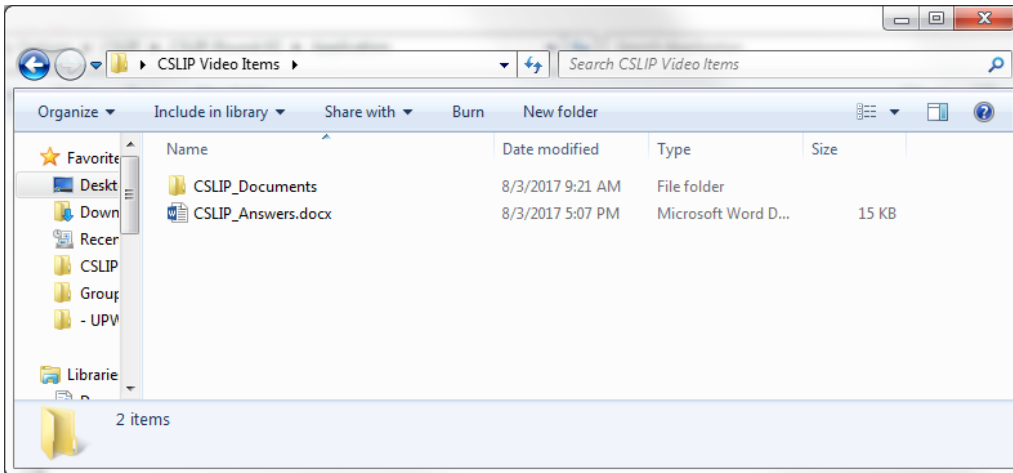 CSLIP Video Items
Search CSLIP Video Items
Organize Include in library Share with Burn New folder
Name Date modified Type Size
CSLIP_Documents 8/3/2017 9:21 AM File folder
CSLIP_Answers.docx 8/3/2017 5:07 PM Microsoft Word D... 15 KB
Favorite
Deskt
Down
Recer
CSLIP
Group
- UPW
Librarie
2 items